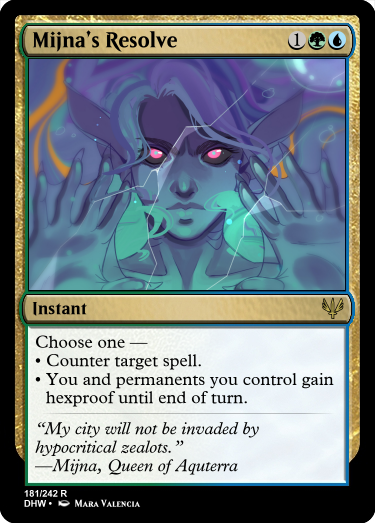 Mijna's Resolve 1
Instant
Choose one —
• Counter target spell.
• You and permanents you control gain
hexproof until end of turn.
“My city will not be invaded by
hypocritical zealots.”
—Mijna, Queen of Aquterra
181/242 R
DHW • Mara Valencia